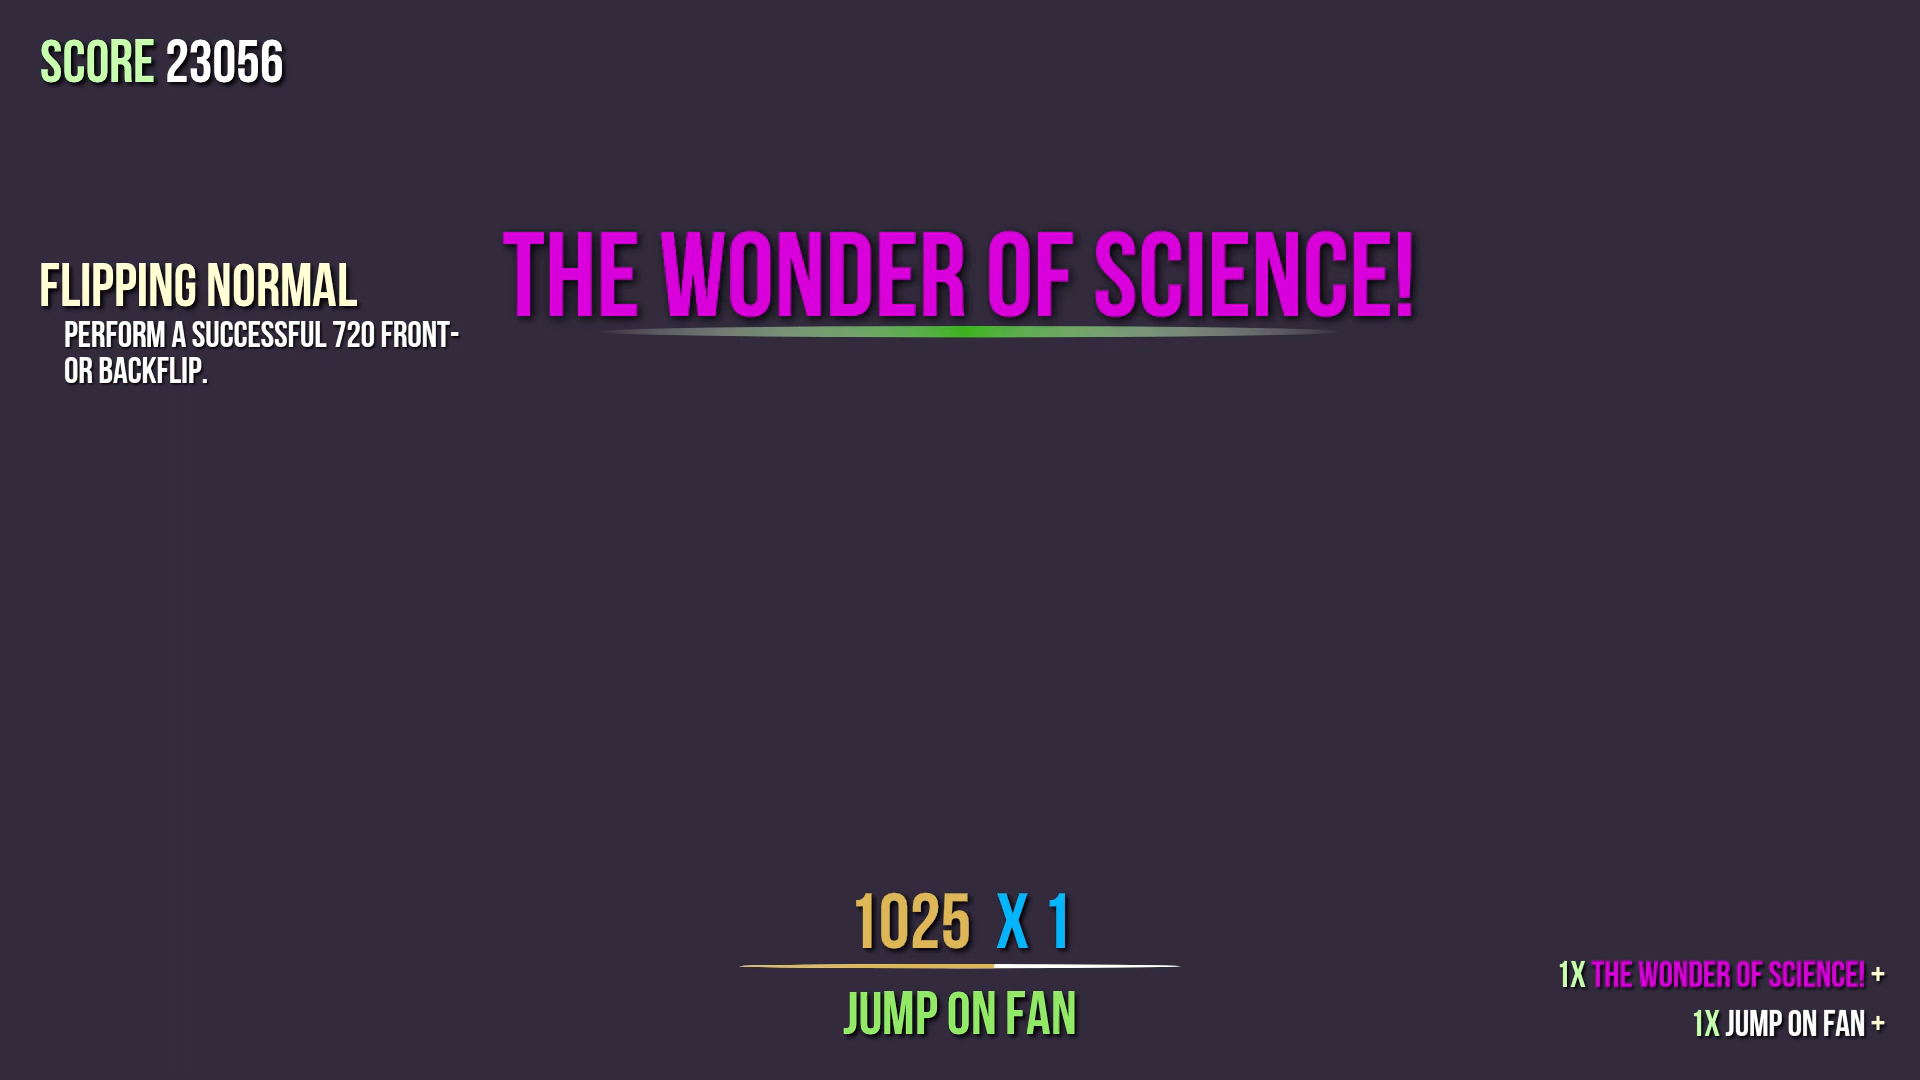 SCORE 23056
THE WONDER OF SCIENCE!
FLIPPING NORMAL
PERFORM A SUCCESSFUL 720 FRONT-
OR BACKFLIP.
1025 X 1
JUMP ON FAN
1X THE WONDER OF SCIENCE! +
1X JUMP ON FAN +